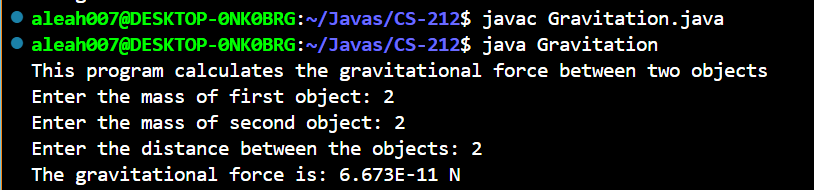 aleah007@DESKTOP-0NK0BRG:~/Javas/CS-212$ javac Gravitation.java
aleah007@DESKTOP-0NK0BRG:~/Javas/CS-212$ java Gravitation
This program calculates the gravitational force between two objects
Enter the mass of first object: 2
Enter the mass of second object: 2
Enter the distance between the objects: 2
The gravitational force is: 6.673E-11 N